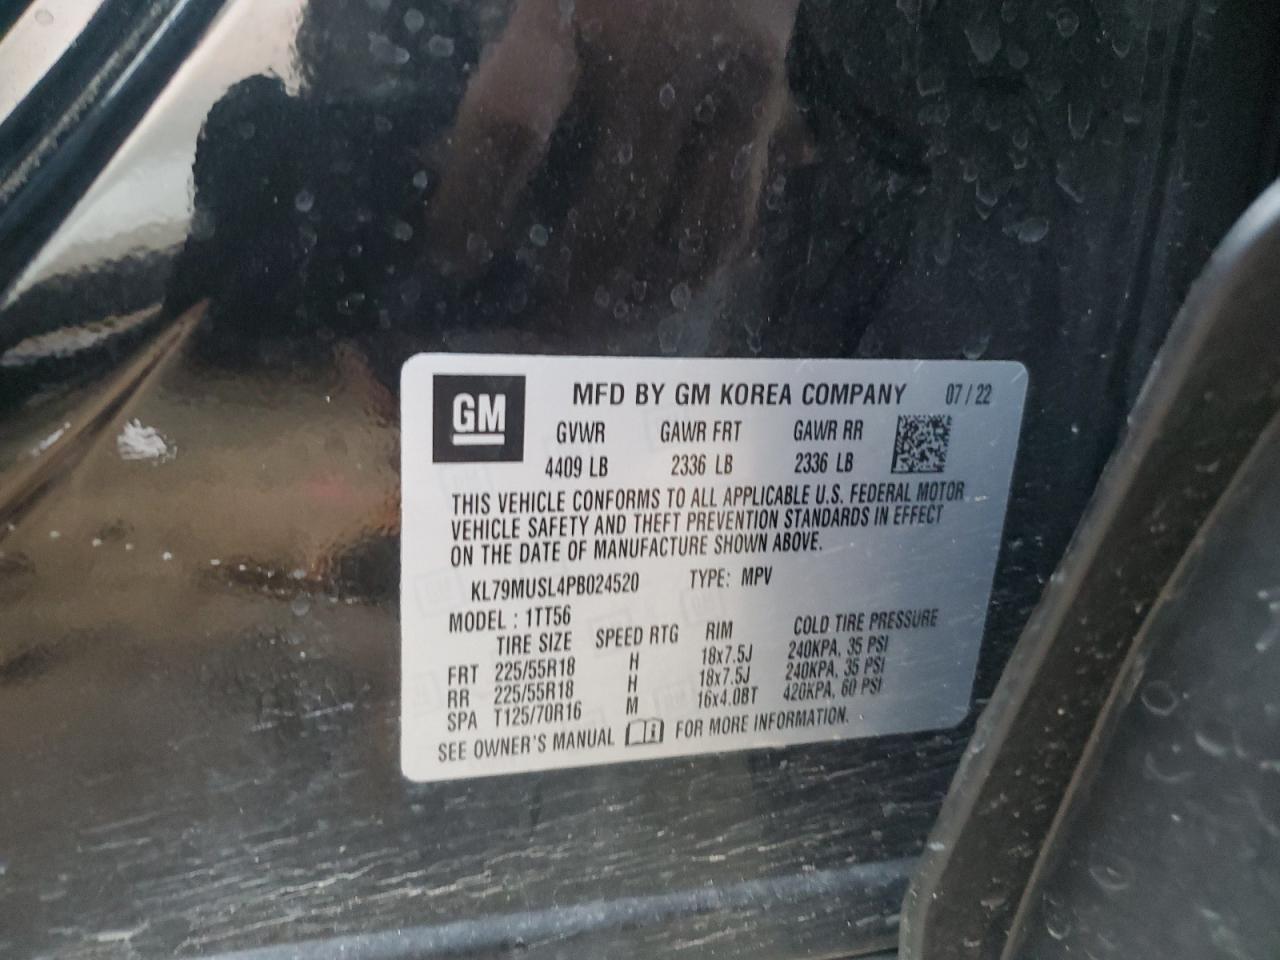 GM
MFD BY GM KOREA COMPANY 07/22
GVWR GAWR FRT GAWR RR
4409 LB 2336 LB 2336 LB
THIS VEHICLE CONFORMS TO ALL APPLICABLE U.S. FEDERAL MOTOR
VEHICLE SAFETY AND THEFT PREVENTION STANDARDS IN EFFECT
ON THE DATE OF MANUFACTURE SHOWN ABOVE.
KL79MUSL4PB024520 TYPE: MPV
MODEL : 1TT56
TIRE SIZE SPEED RTG RIM COLD TIRE PRESSURE
FRT 225/55R18 H 18x7.5J 240KPA, 35 PSI
RR 225/55R18 H 18x7.5J 240KPA, 35 PSI
SPA T125/70R16 M 16x4.0BT 420KPA, 60 PSI
SEE OWNER'S MANUAL i FOR MORE INFORMATION.